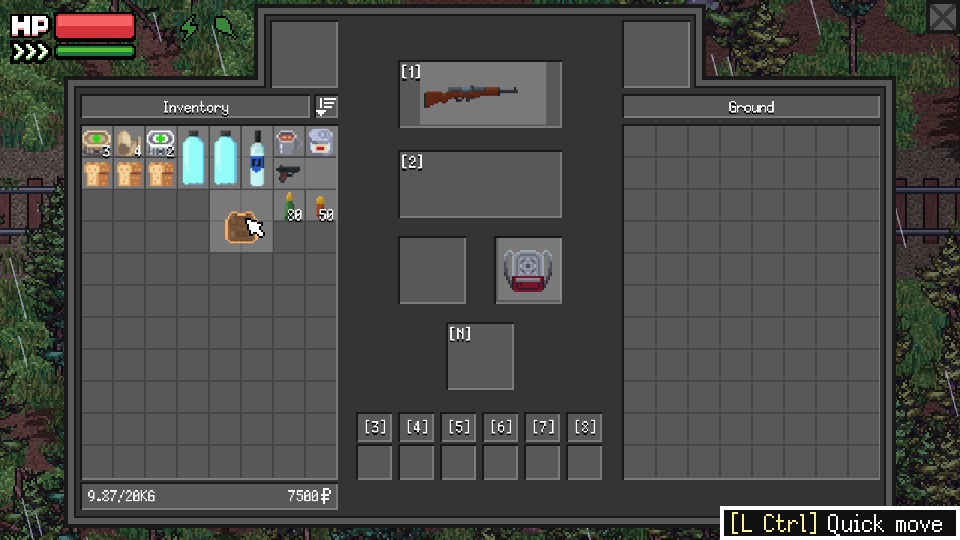 HP
>>>
Inventory
[1]
Ground
3
4
2
[2]
80
50
[N]
[3] [4] [5] [6] [7] [8]
9.87/20KG
7500₽
[L Ctrl] Quick move